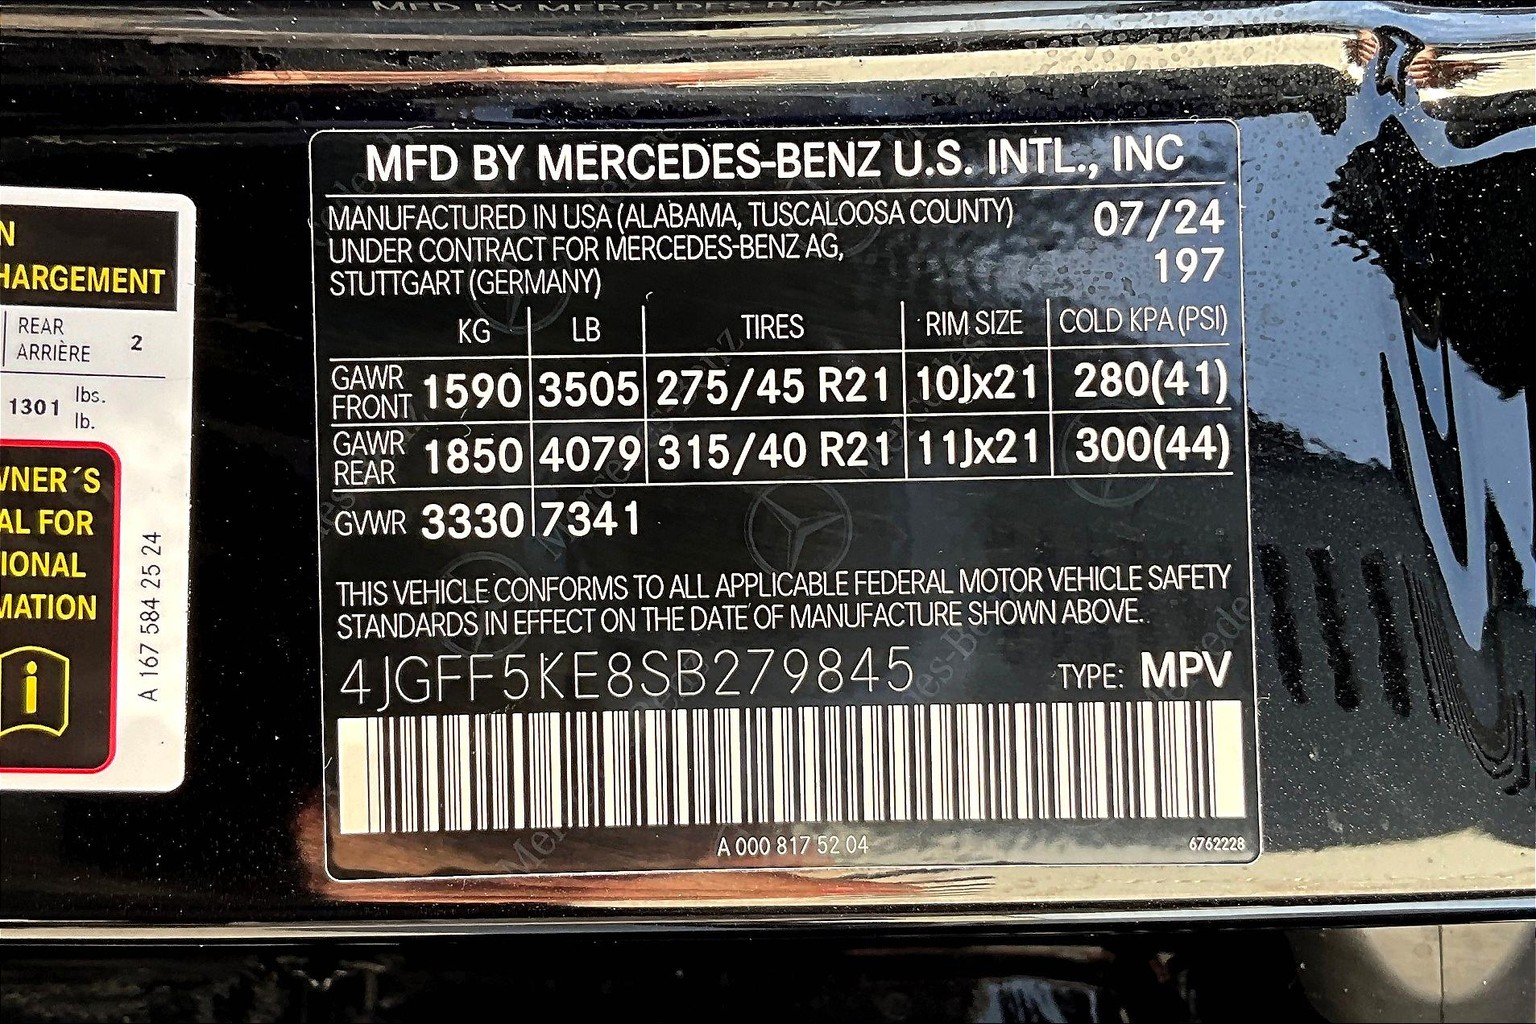 MFD BY MERCEDES-BENZ U.S. INTL., INC
MANUFACTURED IN USA (ALABAMA, TUSCALOOSA COUNTY) 07/24
UNDER CONTRACT FOR MERCEDES-BENZ AG, 197
STUTTGART (GERMANY)
KG LB TIRES RIM SIZE COLD KPA (PSI)
GAWR FRONT 1590 3505 275/45 R21 10Jx21 280(41)
GAWR REAR 1850 4079 315/40 R21 11Jx21 300(44)
GVWR 3330 7341
THIS VEHICLE CONFORMS TO ALL APPLICABLE FEDERAL MOTOR VEHICLE SAFETY
STANDARDS IN EFFECT ON THE DATE OF MANUFACTURE SHOWN ABOVE.
4JGFF5KE8SB279845 TYPE: MPV
A 000 817 52 04 6762228
N
HARGEMENT
REAR
ARRIÈRE 2
1301 lbs.
lb.
WNER´S
AL FOR
IONAL
MATION
i
A 167 584 25 24